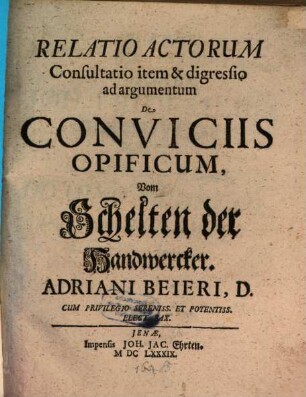 RELATIO ACTORUM
Consultatio item & digressio
ad argumentum
De
CONVICIIS
OPIFICUM,
Vom
Schelten der
Handwercker.
ADRIANI BEIERI, D.
CUM PRIVILEGIO SERENISS. ET POTENTISS.
ELECT. SAX.
JENÆ,
Impensis JOH. JAC. Ehrten.
M DC LXXXIX.